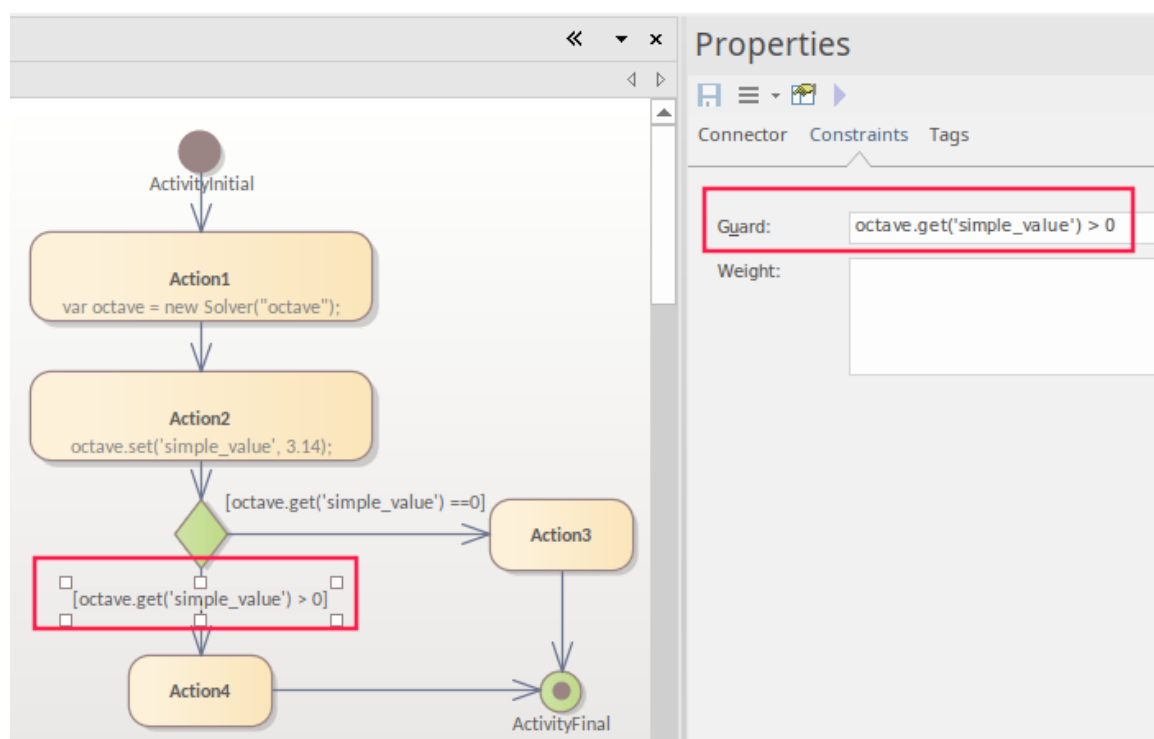 Properties
Connector Constraints Tags
Guard: octave.get('simple_value') > 0
Weight:
ActivityInitial
Action1
var octave = new Solver("octave");
Action2
octave.set('simple_value', 3.14);
[octave.get('simple_value') ==0]
Action3
[octave.get('simple_value') > 0]
Action4
ActivityFinal